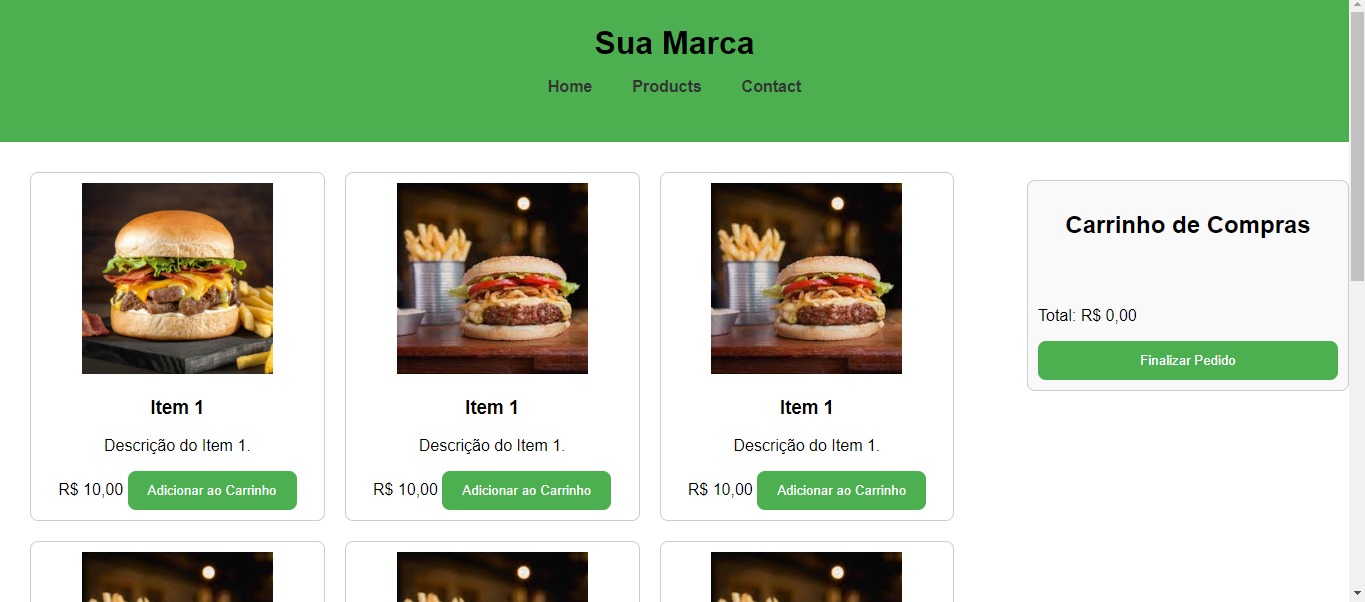 Sua Marca
Home Products Contact
Item 1
Descrição do Item 1.
R$ 10,00 Adicionar ao Carrinho
Item 1
Descrição do Item 1.
R$ 10,00 Adicionar ao Carrinho
Item 1
Descrição do Item 1.
R$ 10,00 Adicionar ao Carrinho
Carrinho de Compras
Total: R$ 0,00
Finalizar Pedido